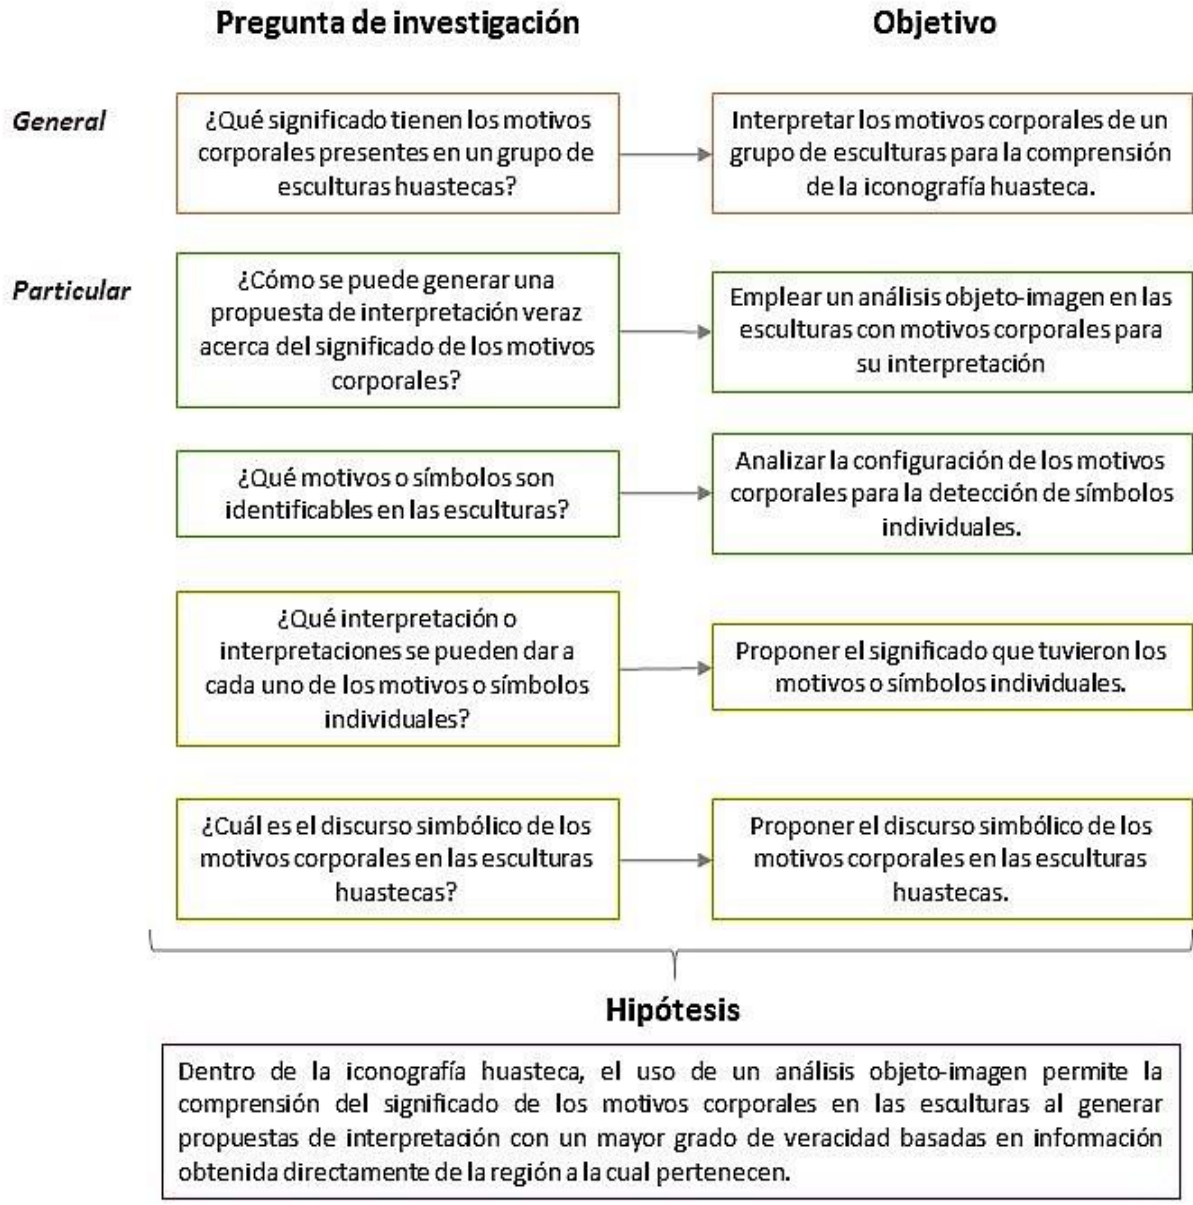 Pregunta de investigación
Objetivo
General
¿Qué significado tienen los motivos
corporales presentes en un grupo de
esculturas huastecas?
Interpretar los motivos corporales de un
grupo de esculturas para la comprensión
de la iconografía huasteca.
Particular
¿Cómo se puede generar una
propuesta de interpretación veraz
acerca del significado de los motivos
corporales?
Emplear un análisis objeto-imagen en las
esculturas con motivos corporales para
su interpretación
¿Qué motivos o símbolos son
identificables en las esculturas?
Analizar la configuración de los motivos
corporales para la detección de símbolos
individuales.
¿Qué interpretación o
interpretaciones se pueden dar a
cada uno de los motivos o símbolos
individuales?
Proponer el significado que tuvieron los
motivos o símbolos individuales.
¿Cuál es el discurso simbólico de los
motivos corporales en las esculturas
huastecas?
Proponer el discurso simbólico de los
motivos corporales en las esculturas
huastecas.
Hipótesis
Dentro de la iconografía huasteca, el uso de un análisis objeto-imagen permite la
comprensión del significado de los motivos corporales en las esculturas al generar
propuestas de interpretación con un mayor grado de veracidad basadas en información
obtenida directamente de la región a la cual pertenecen.